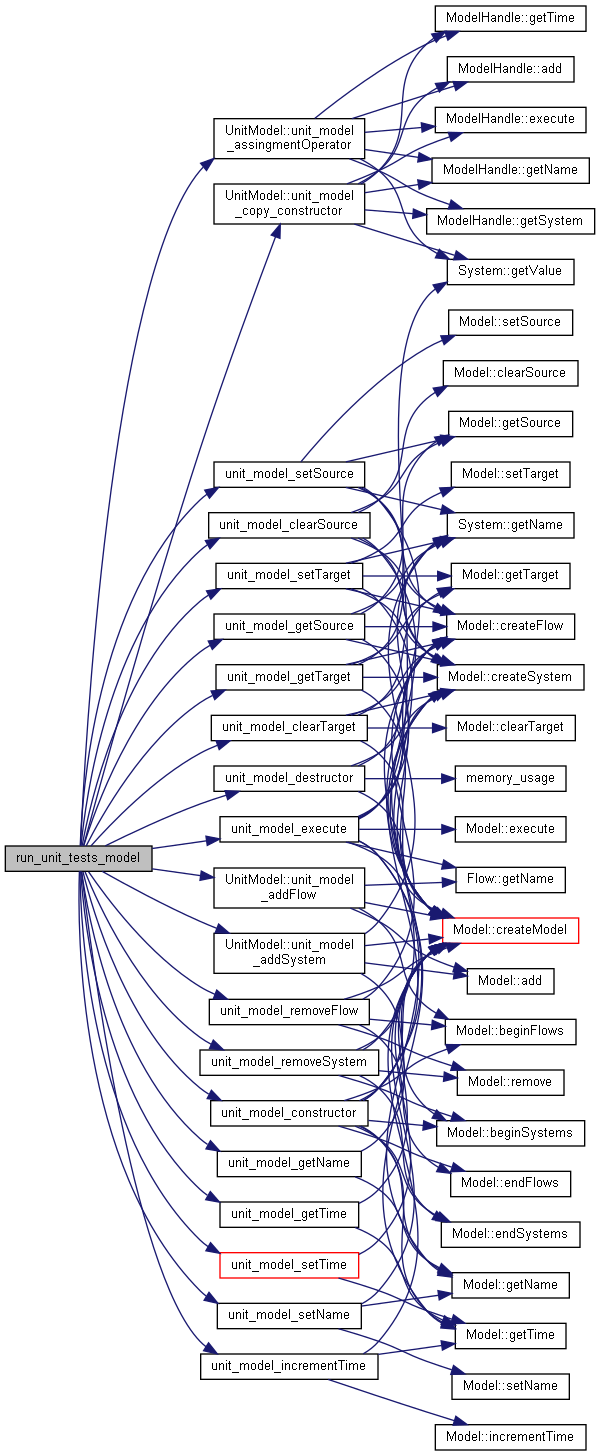 run_unit_tests_model
UnitModel::unit_model
_assingmentOperator
UnitModel::unit_model
_copy_constructor
unit_model_setSource
unit_model_clearSource
unit_model_setTarget
unit_model_getSource
unit_model_getTarget
unit_model_clearTarget
unit_model_destructor
unit_model_execute
UnitModel::unit_model
_addFlow
UnitModel::unit_model
_addSystem
unit_model_removeFlow
unit_model_removeSystem
unit_model_constructor
unit_model_getName
unit_model_getTime
unit_model_setTime
unit_model_setName
unit_model_incrementTime
ModelHandle::getTime
ModelHandle::add
ModelHandle::execute
ModelHandle::getName
ModelHandle::getSystem
System::getValue
Model::setSource
Model::clearSource
Model::getSource
Model::setTarget
System::getName
Model::getTarget
Model::createFlow
Model::createSystem
Model::clearTarget
memory_usage
Model::execute
Flow::getName
Model::createModel
Model::add
Model::beginFlows
Model::remove
Model::beginSystems
Model::endFlows
Model::endSystems
Model::getName
Model::getTime
Model::setName
Model::incrementTime